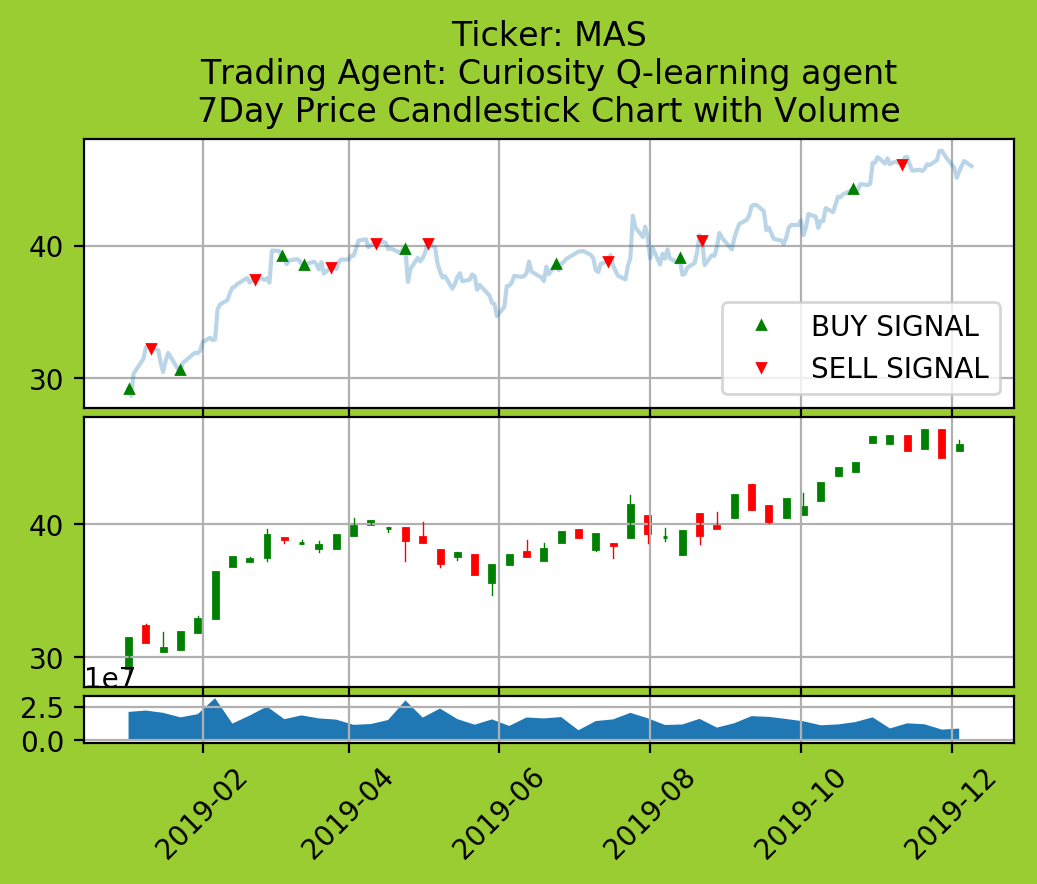 Ticker: MAS
Trading Agent: Curiosity Q-learning agent
7Day Price Candlestick Chart with Volume
40
30
BUY SIGNAL
SELL SIGNAL
40
30
1e7
2.5
0.0
2019-02
2019-04
2019-06
2019-08
2019-10
2019-12